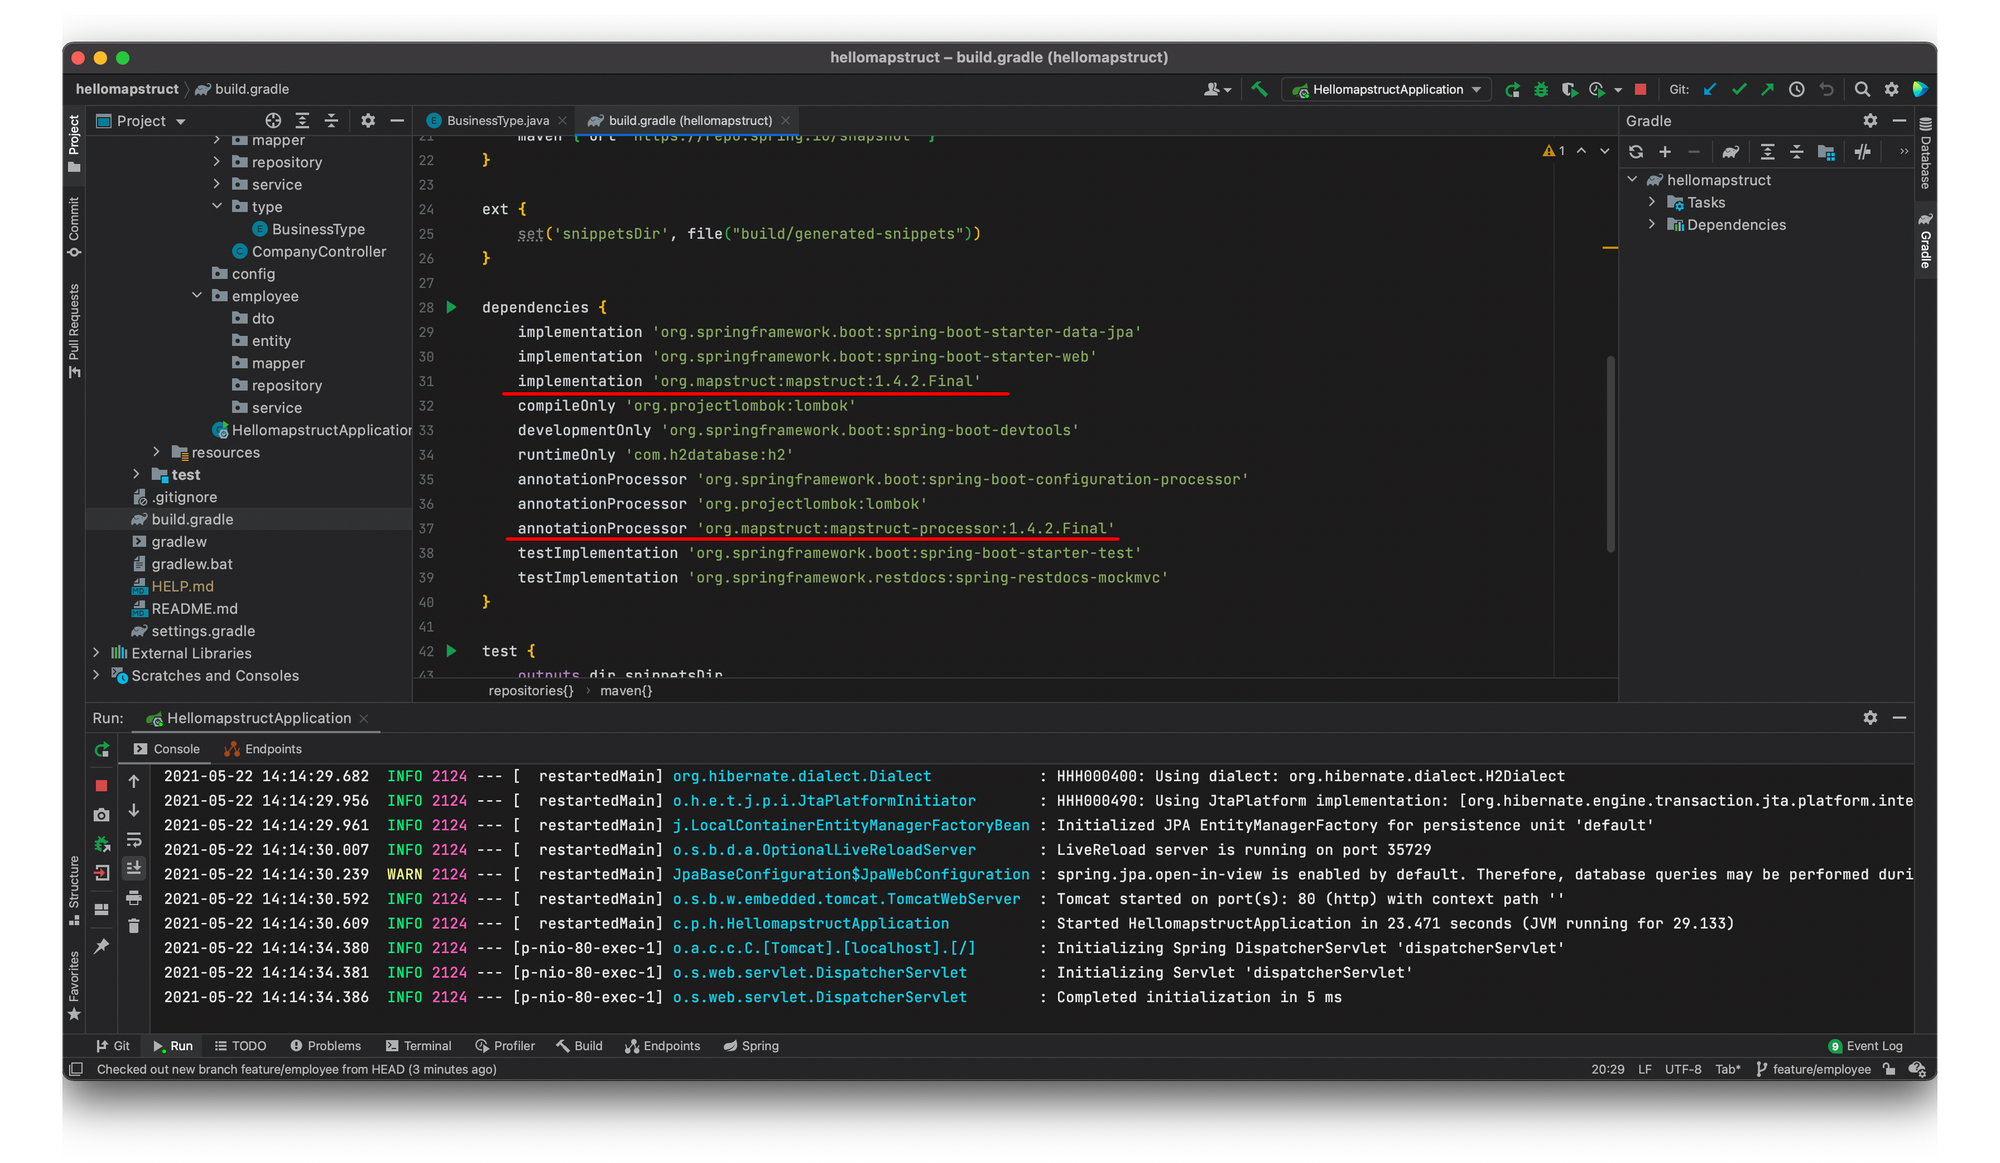 hellomapstruct – build.gradle (hellomapstruct)
hellomapstruct
build.gradle
HellomapstructApplication
Git:
Project
BusinessType.java
build.gradle (hellomapstruct)
Gradle
Project
Commit
Pull Requests
Structure
Favorites
Database
Gradle
mapper
repository
service
type
BusinessType
CompanyController
config
employee
dto
entity
mapper
repository
service
HellomapstructApplication
resources
test
.gitignore
build.gradle
gradlew
gradlew.bat
HELP.md
README.md
settings.gradle
External Libraries
Scratches and Consoles
1
21 maven { url 'https://repo.spring.io/snapshot' }
22 }
23
24 ext {
25 set('snippetsDir', file("build/generated-snippets"))
26 }
27
28 dependencies {
29 implementation 'org.springframework.boot:spring-boot-starter-data-jpa'
30 implementation 'org.springframework.boot:spring-boot-starter-web'
31 implementation 'org.mapstruct:mapstruct:1.4.2.Final'
32 compileOnly 'org.projectlombok:lombok'
33 developmentOnly 'org.springframework.boot:spring-boot-devtools'
34 runtimeOnly 'com.h2database:h2'
35 annotationProcessor 'org.springframework.boot:spring-boot-configuration-processor'
36 annotationProcessor 'org.projectlombok:lombok'
37 annotationProcessor 'org.mapstruct:mapstruct-processor:1.4.2.Final'
38 testImplementation 'org.springframework.boot:spring-boot-starter-test'
39 testImplementation 'org.springframework.restdocs:spring-restdocs-mockmvc'
40 }
41
42 test {
43 outputs.dir snippetsDir
repositories{} › maven{}
hellomapstruct
Tasks
Dependencies
Run: HellomapstructApplication
Console Endpoints
2021-05-22 14:14:29.682 INFO 2124 --- [ restartedMain] org.hibernate.dialect.Dialect : HHH000400: Using dialect: org.hibernate.dialect.H2Dialect
2021-05-22 14:14:29.956 INFO 2124 --- [ restartedMain] o.h.e.t.j.p.i.JtaPlatformInitiator : HHH000490: Using JtaPlatform implementation: [org.hibernate.engine.transaction.jta.platform.inte
2021-05-22 14:14:29.961 INFO 2124 --- [ restartedMain] j.LocalContainerEntityManagerFactoryBean : Initialized JPA EntityManagerFactory for persistence unit 'default'
2021-05-22 14:14:30.007 INFO 2124 --- [ restartedMain] o.s.b.d.a.OptionalLiveReloadServer : LiveReload server is running on port 35729
2021-05-22 14:14:30.239 WARN 2124 --- [ restartedMain] JpaBaseConfiguration$JpaWebConfiguration : spring.jpa.open-in-view is enabled by default. Therefore, database queries may be performed duri
2021-05-22 14:14:30.592 INFO 2124 --- [ restartedMain] o.s.b.w.embedded.tomcat.TomcatWebServer : Tomcat started on port(s): 80 (http) with context path ''
2021-05-22 14:14:30.609 INFO 2124 --- [ restartedMain] c.p.h.HellomapstructApplication : Started HellomapstructApplication in 23.471 seconds (JVM running for 29.133)
2021-05-22 14:14:34.380 INFO 2124 --- [p-nio-80-exec-1] o.a.c.c.C.[Tomcat].[localhost].[/] : Initializing Spring DispatcherServlet 'dispatcherServlet'
2021-05-22 14:14:34.381 INFO 2124 --- [p-nio-80-exec-1] o.s.web.servlet.DispatcherServlet : Initializing Servlet 'dispatcherServlet'
2021-05-22 14:14:34.386 INFO 2124 --- [p-nio-80-exec-1] o.s.web.servlet.DispatcherServlet : Completed initialization in 5 ms
Git Run TODO Problems Terminal Profiler Build Endpoints Spring 9 Event Log
Checked out new branch feature/employee from HEAD (3 minutes ago) 20:29 LF UTF-8 Tab* feature/employee